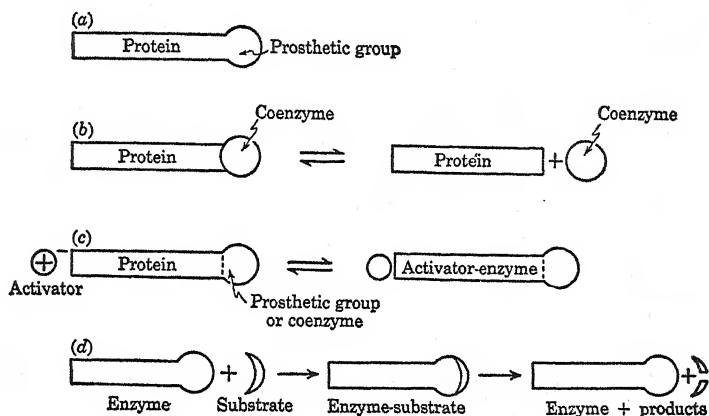 (a)
Protein
Prosthetic group
Coenzyme
Coenzyme
(b)
Protein
Protein
+
(c)
+
−
Protein
Activator-enzyme
Activator
Prosthetic group
or coenzyme
(d)
+
+
Enzyme
Substrate
Enzyme-substrate
Enzyme + products